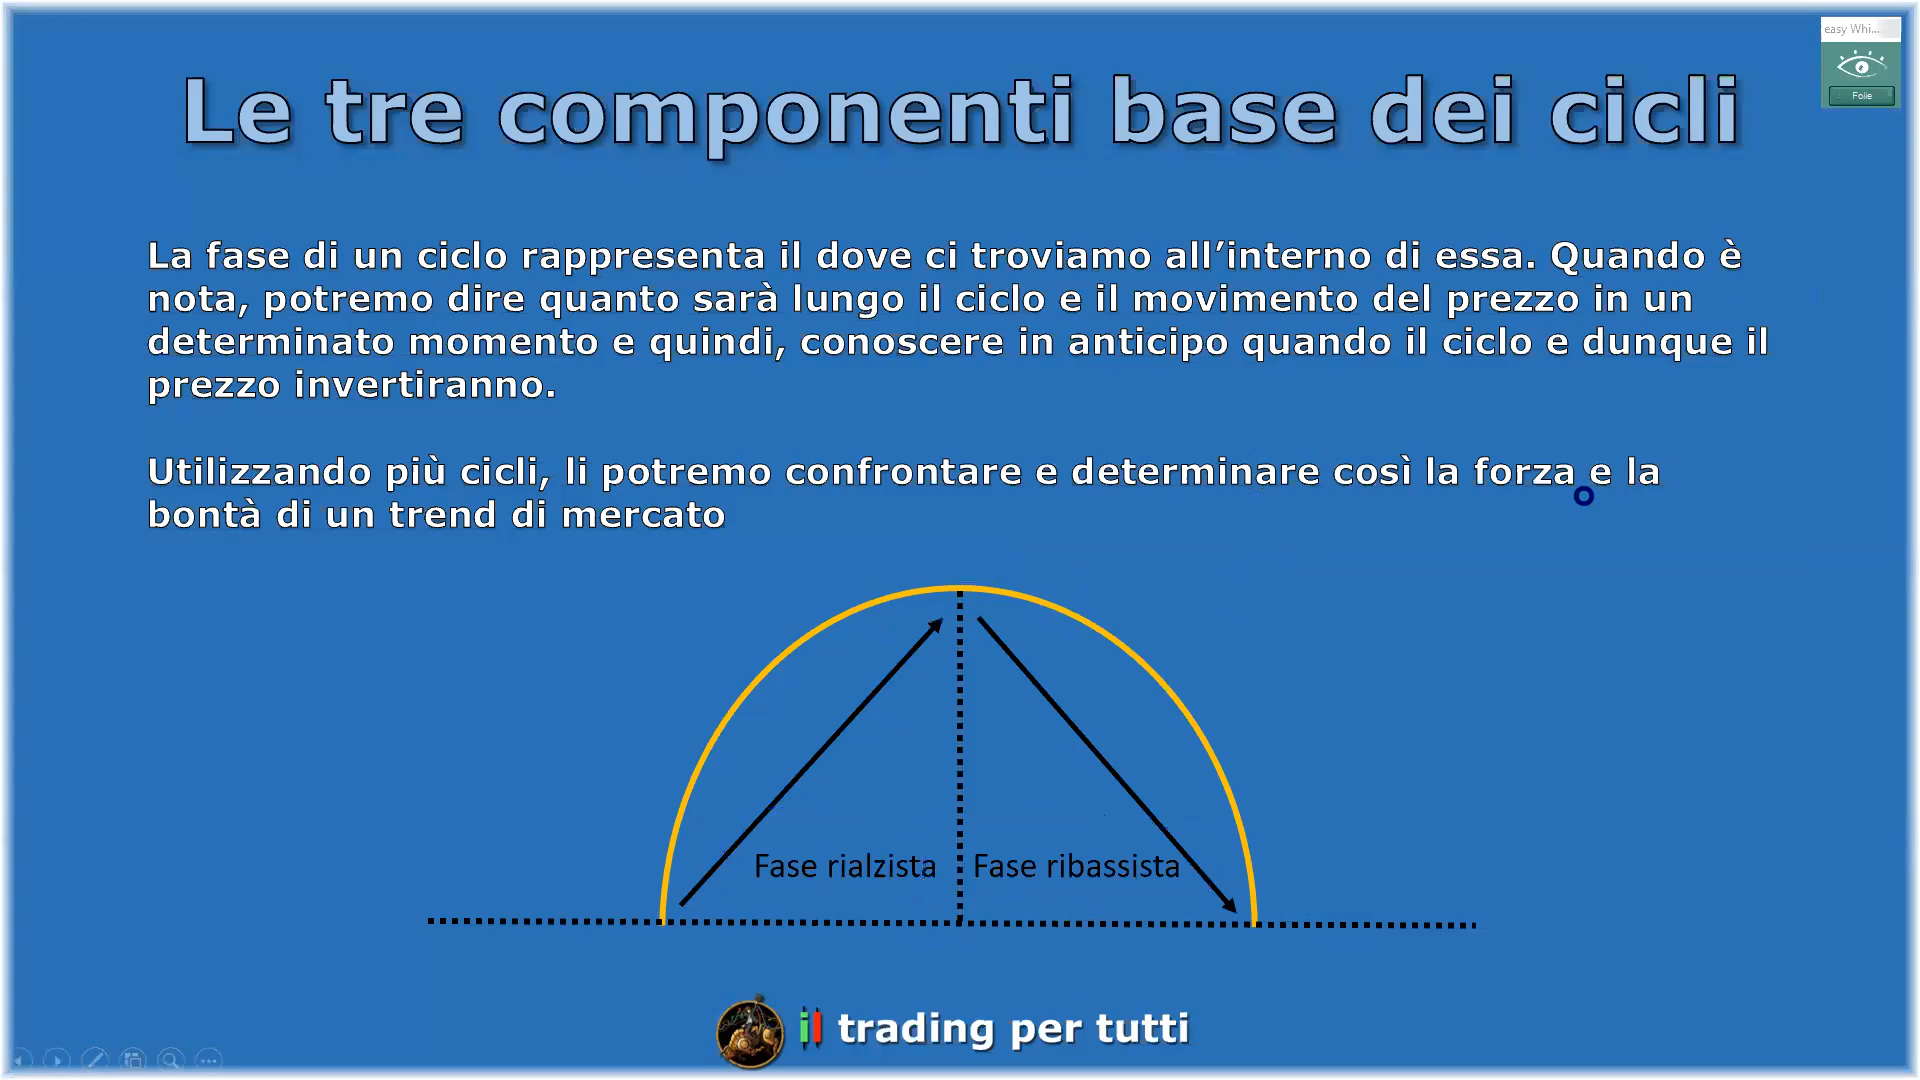 easy Whi...
Folie
Le tre componenti base dei cicli
La fase di un ciclo rappresenta il dove ci troviamo all’interno di essa. Quando è
nota, potremo dire quanto sarà lungo il ciclo e il movimento del prezzo in un
determinato momento e quindi, conoscere in anticipo quando il ciclo e dunque il
prezzo invertiranno.
Utilizzando più cicli, li potremo confrontare e determinare così la forza e la
bontà di un trend di mercato
Fase rialzista
Fase ribassista
il trading per tutti